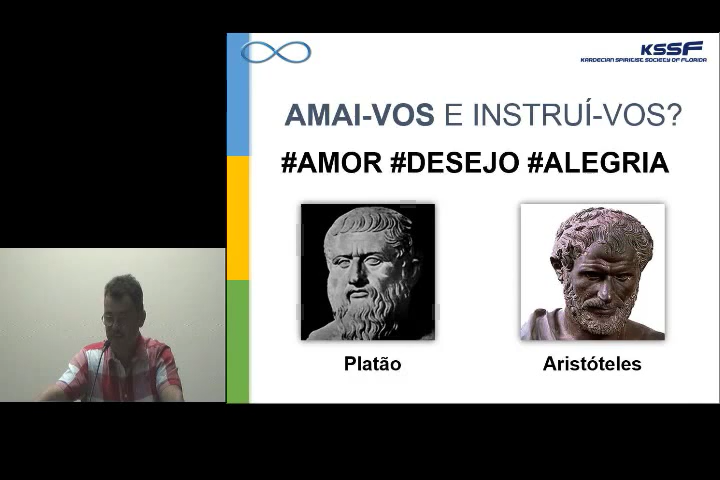 KSSF
KARDECIAN SPIRITIST SOCIETY OF FLORIDA
AMAI-VOS E INSTRUÍ-VOS?
#AMOR #DESEJO #ALEGRIA
Platão
Aristóteles